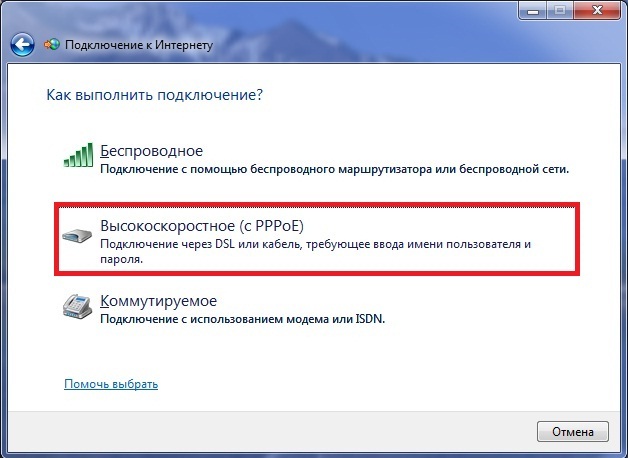 Подключение к Интернету
Как выполнить подключение?
Беспроводное
Подключение с помощью беспроводного маршрутизатора или беспроводной сети.
Высокоскоростное (с PPPoE)
Подключение через DSL или кабель, требующее ввода имени пользователя и
пароля.
Коммутируемое
Подключение с использованием модема или ISDN.
Помочь выбрать
Отмена